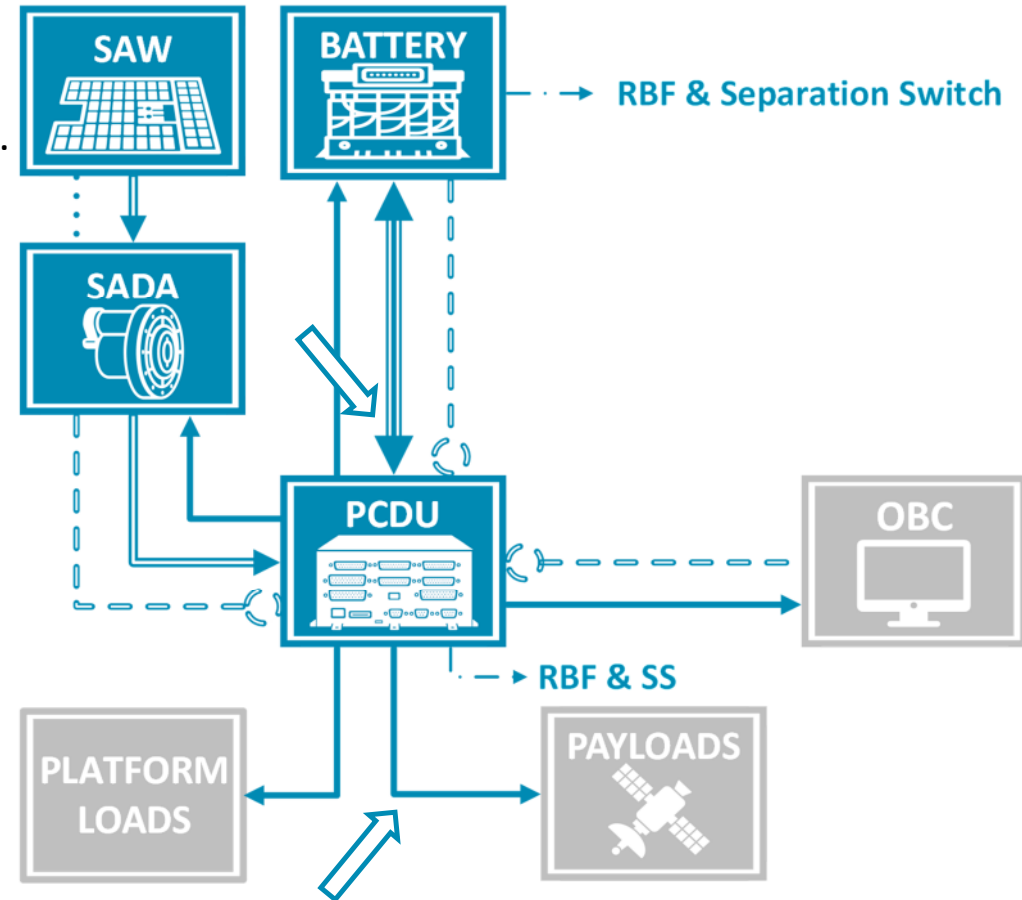 SAW
BATTERY
RBF & Separation Switch
.
SADA
PCDU
OBC
RBF & SS
PLATFORM
LOADS
PAYLOADS